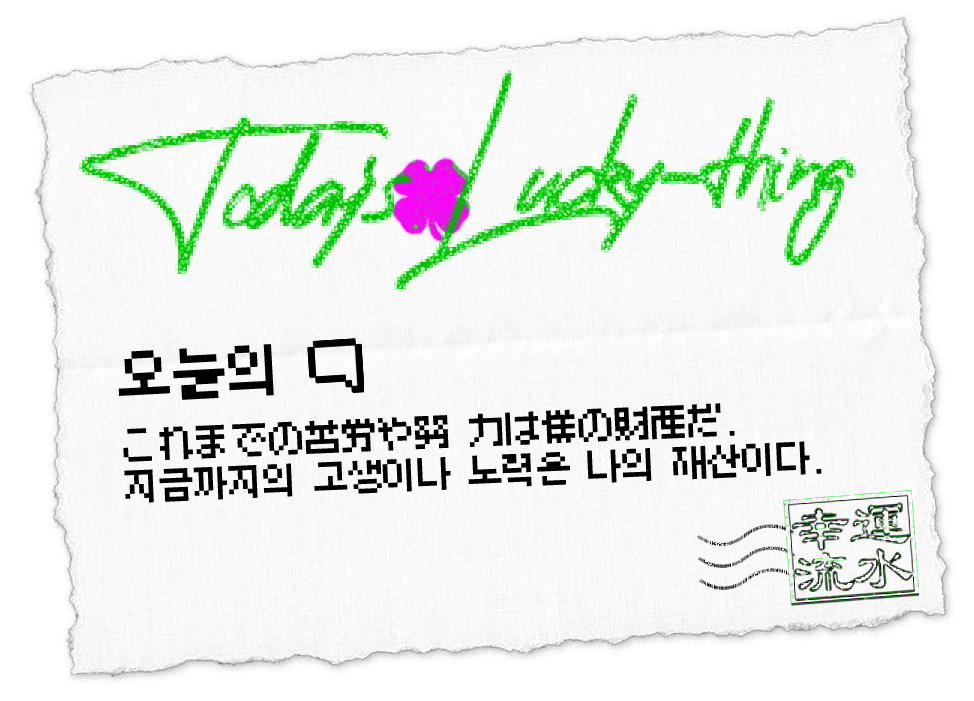 Today's Lucky-thing
오늘의
これまでの苦労や努 力は僕の財産だ.
지금까지의 고생이나 노력은 나의 재산이다.
幸運
流水